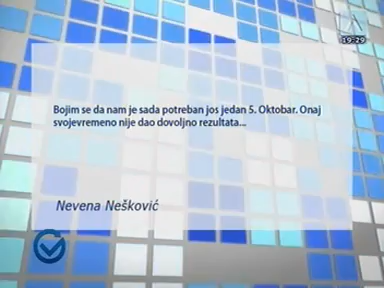 19:29
Bojim se da nam je sada potreban jos jedan 5. Oktobar. Onaj
svojevremeno nije dao dovoljno rezultata...
Nevena Nešković